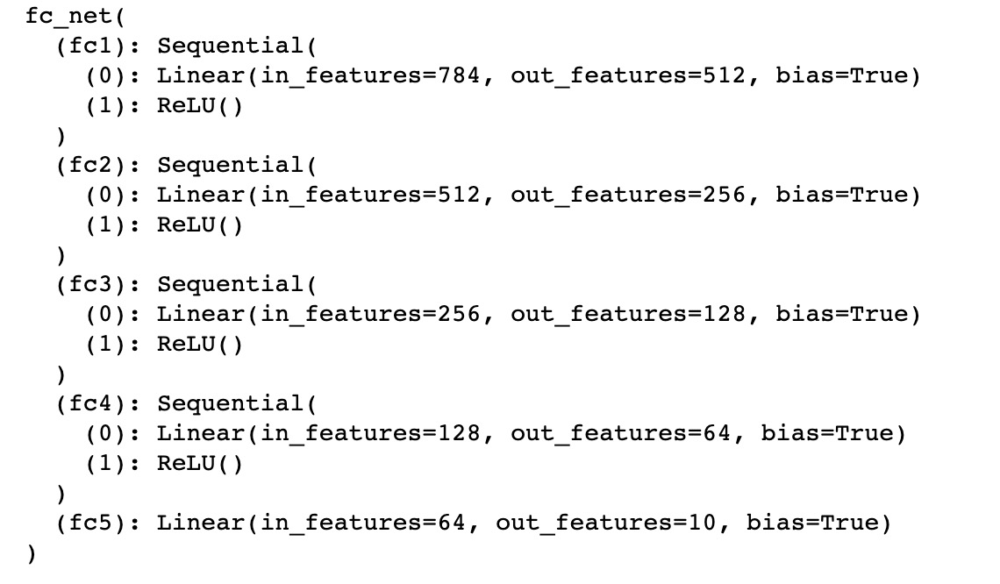 fc_net(
  (fc1): Sequential(
    (0): Linear(in_features=784, out_features=512, bias=True)
    (1): ReLU()
  )
  (fc2): Sequential(
    (0): Linear(in_features=512, out_features=256, bias=True)
    (1): ReLU()
  )
  (fc3): Sequential(
    (0): Linear(in_features=256, out_features=128, bias=True)
    (1): ReLU()
  )
  (fc4): Sequential(
    (0): Linear(in_features=128, out_features=64, bias=True)
    (1): ReLU()
  )
  (fc5): Linear(in_features=64, out_features=10, bias=True)
)